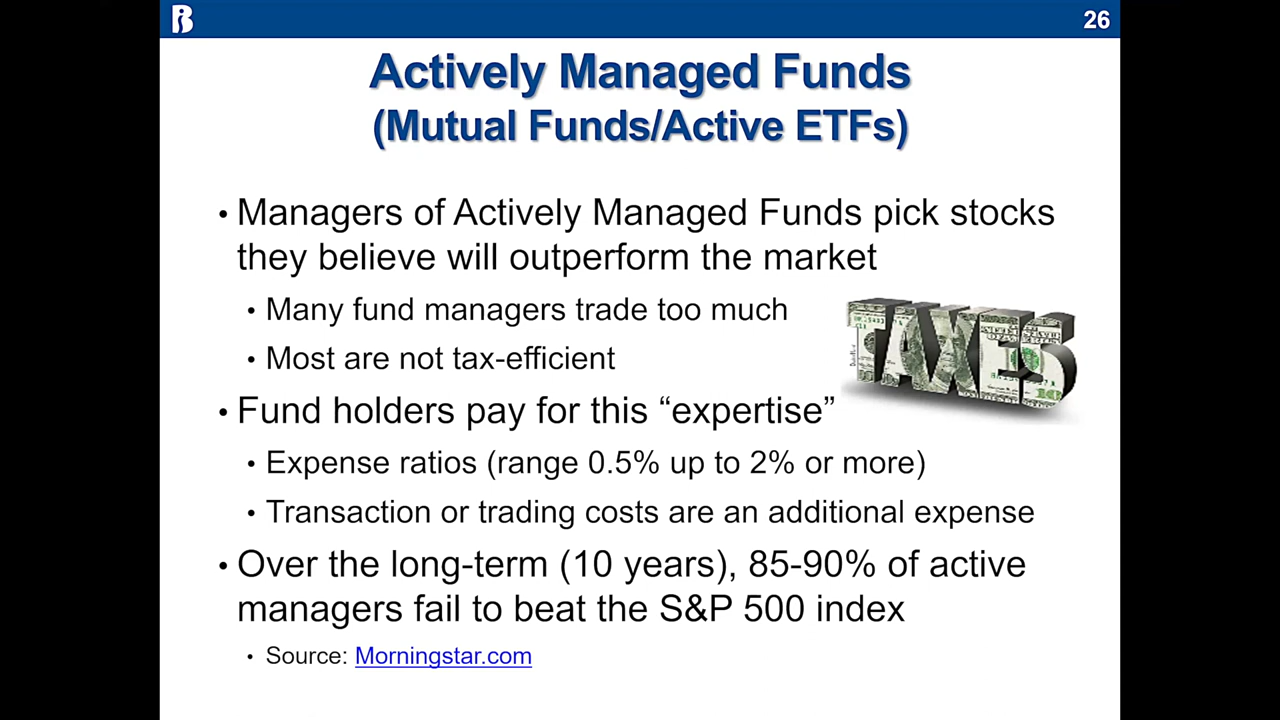 26
Actively Managed Funds
(Mutual Funds/Active ETFs)
• Managers of Actively Managed Funds pick stocks
they believe will outperform the market
• Many fund managers trade too much
• Most are not tax-efficient
TAXES
• Fund holders pay for this “expertise”
• Expense ratios (range 0.5% up to 2% or more)
• Transaction or trading costs are an additional expense
• Over the long-term (10 years), 85-90% of active
managers fail to beat the S&P 500 index
• Source: Morningstar.com